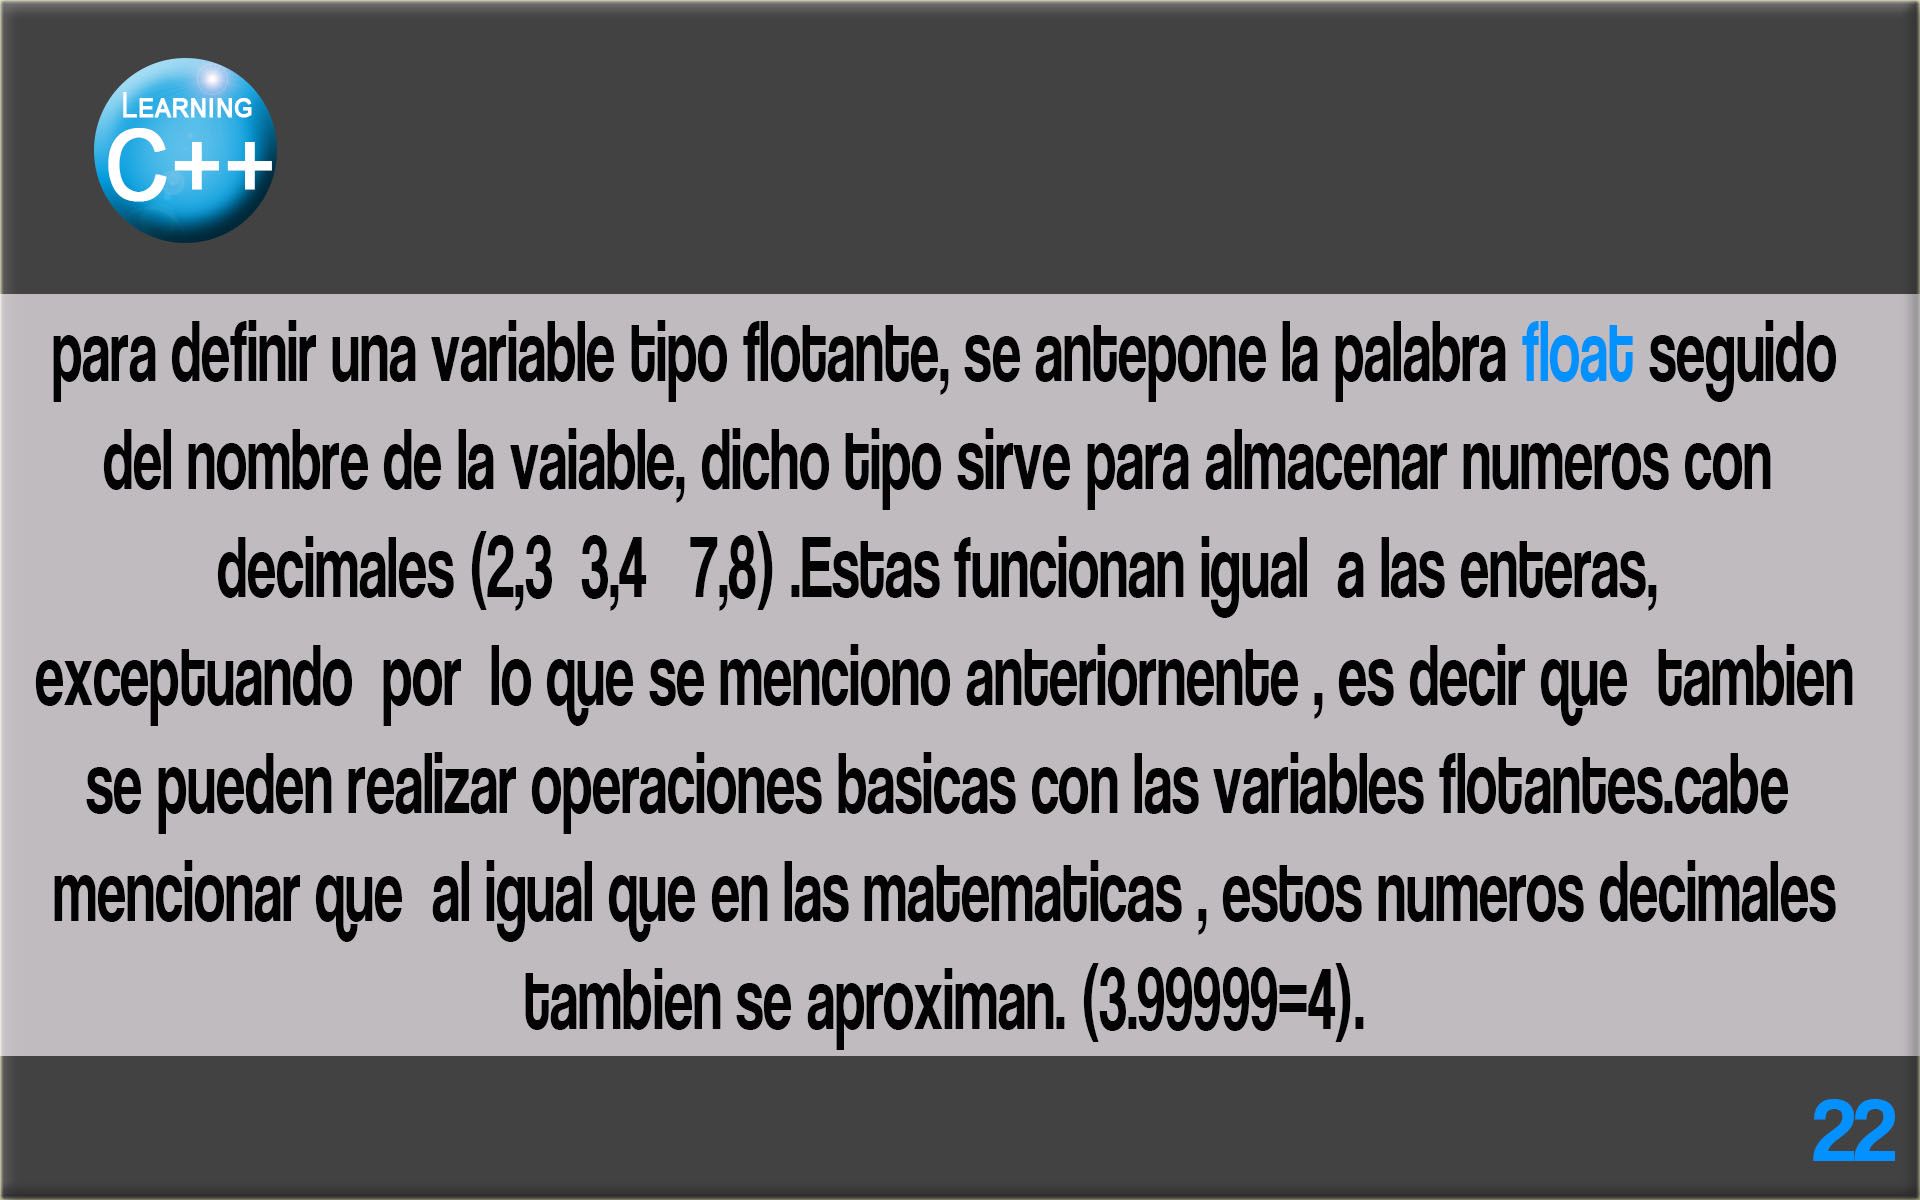 LEARNING
C++
para definir una variable tipo flotante, se antepone la palabra float seguido
del nombre de la vaiable, dicho tipo sirve para almacenar numeros con
decimales (2,3  3,4   7,8) .Estas funcionan igual  a las enteras,
exceptuando  por  lo que se menciono anteriornente , es decir que  tambien
se pueden realizar operaciones basicas con las variables flotantes.cabe
mencionar que  al igual que en las matematicas , estos numeros decimales
tambien se aproximan. (3.99999=4).
22